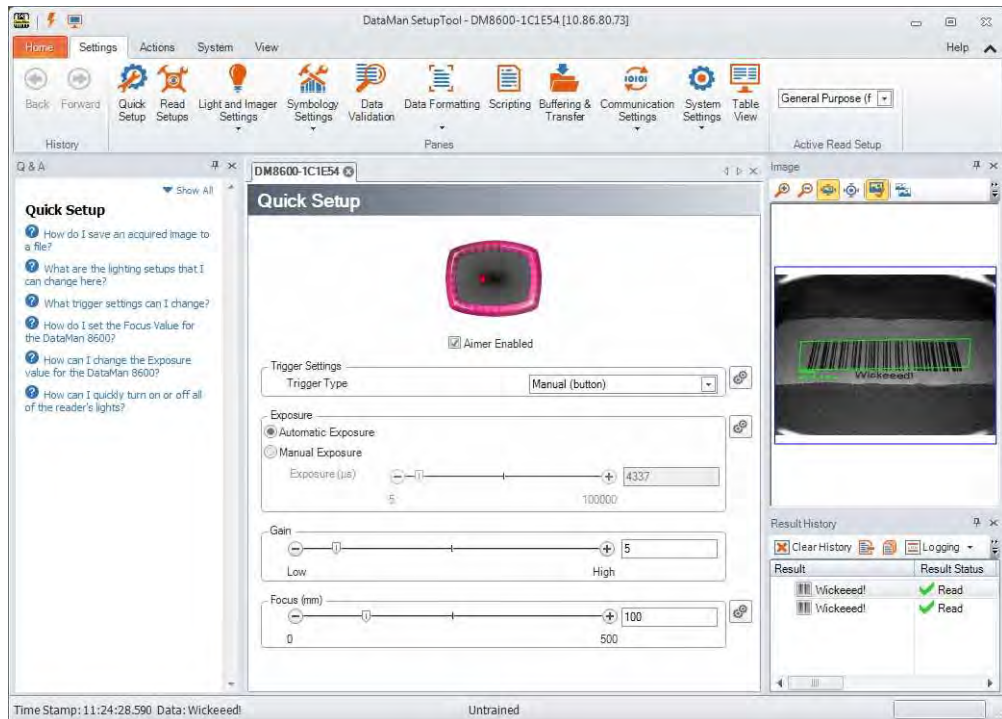 DataMan SetupTool - DM8600-1C1E54 [10.86.80.73]
Home Settings Actions System View Help
Back Forward Quick Setup Read Setups Light and Imager Settings Symbology Settings Data Validation Data Formatting Scripting Buffering & Transfer Communication Settings System Settings Table View General Purpose (f
History Panes Active Read Setup
Q & A
Show All
Quick Setup
How do I save an acquired image to
a file?
What are the lighting setups that I
can change here?
What trigger settings can I change?
How do I set the Focus Value for
the DataMan 8600?
How can I change the Exposure
value for the DataMan 8600?
How can I quickly turn on or off all
of the reader's lights?
DM8600-1C1E54
Quick Setup
Aimer Enabled
Trigger Settings
Trigger Type Manual (button)
Exposure
Automatic Exposure
Manual Exposure
Exposure (µs) 4337
5 100000
Gain
5
Low High
Focus (mm)
100
0 500
Image
Wickeeed!
Result History
Clear History Logging
Result Result Status
Wickeeed! Read
Wickeeed! Read
Time Stamp: 11:24:28.590 Data: Wickeeed! Untrained